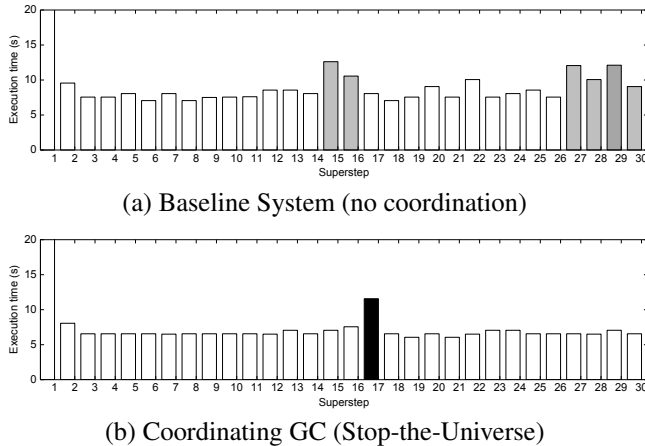 20
15
10
5
0
Execution time (s)
1 2 3 4 5 6 7 8 9 10 11 12 13 14 15 16 17 18 19 20 21 22 23 24 25 26 27 28 29 30
Superstep
(a) Baseline System (no coordination)
20
15
10
5
0
Execution time (s)
1 2 3 4 5 6 7 8 9 10 11 12 13 14 15 16 17 18 19 20 21 22 23 24 25 26 27 28 29 30
Superstep
(b) Coordinating GC (Stop-the-Universe)